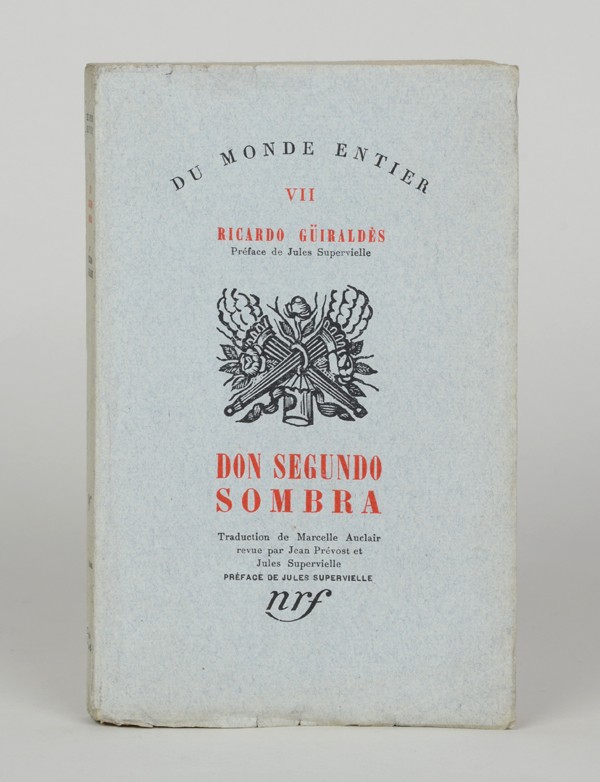 DU MONDE ENTIER
VII
RICARDO GÜIRALDÈS
Préface de Jules Supervielle
DON SEGUNDO
SOMBRA
Traduction de Marcelle Auclair
revue par Jean Prévost et
Jules Supervielle
PRÉFACE DE JULES SUPERVIELLE
nrf